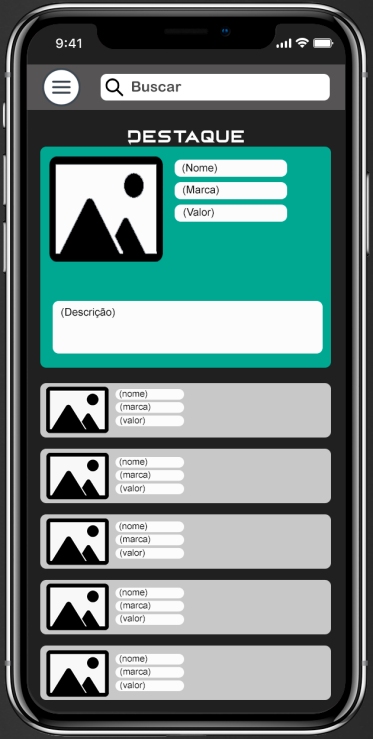 9:41
Buscar
DESTAQUE
(Nome)
(Marca)
(Valor)
(Descrição)
(nome)
(marca)
(valor)
(nome)
(marca)
(valor)
(nome)
(marca)
(valor)
(nome)
(marca)
(valor)
(nome)
(marca)
(valor)